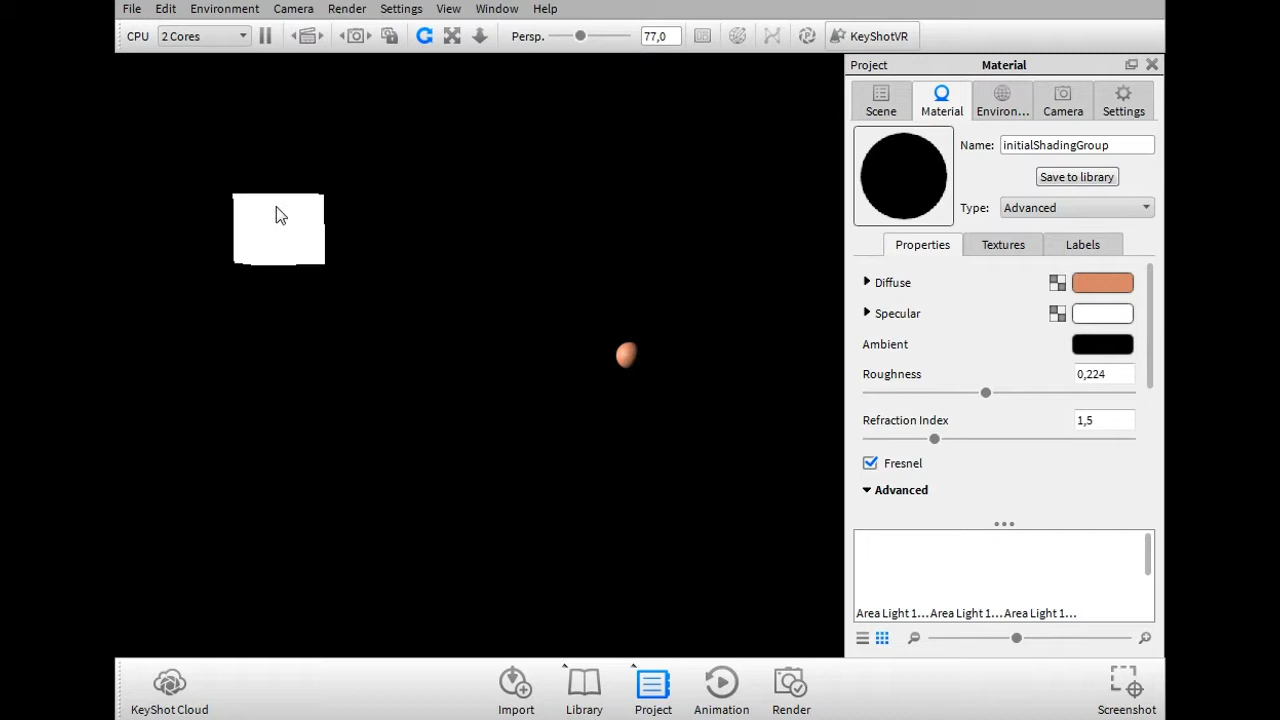 File Edit Environment Camera Render Settings View Window Help
CPU 2 Cores Persp. 77,0 KeyShotVR
Project Material
Scene Material Environ... Camera Settings
Name: initialShadingGroup
Save to library
Type: Advanced
Properties Textures Labels
Diffuse
Specular
Ambient
Roughness 0,224
Refraction Index 1,5
Fresnel
Advanced
Area Light 1... Area Light 1... Area Light 1...
KeyShot Cloud Import Library Project Animation Render Screenshot